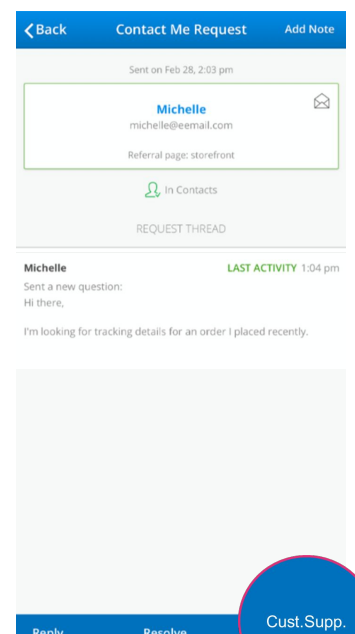 Back Contact Me Request Add Note
Sent on Feb 28, 2:03 pm
Michelle
michelle@eemail.com
Referral page: storefront
In Contacts
REQUEST THREAD
Michelle LAST ACTIVITY 1:04 pm
Sent a new question:
Hi there,
I'm looking for tracking details for an order I placed recently.
Cust.Supp.
Reply Resolve